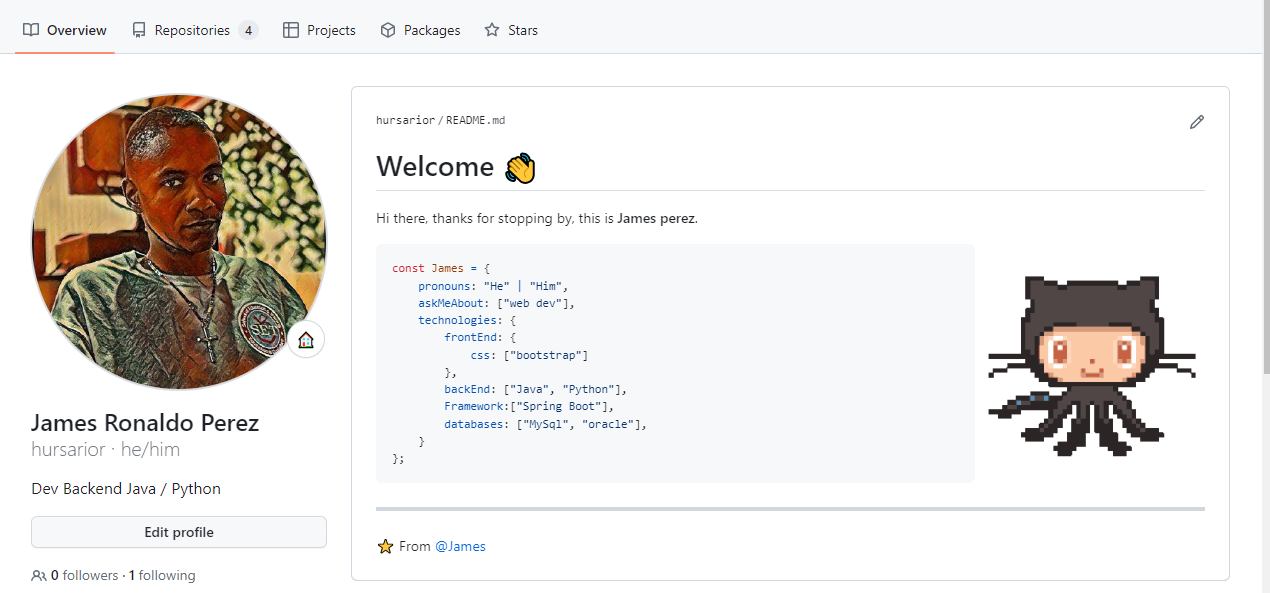 Overview Repositories 4 Projects Packages Stars
hursarior / README.md
Welcome 👋
Hi there, thanks for stopping by, this is James perez.
const James = {
    pronouns: "He" | "Him",
    askMeAbout: ["web dev"],
    technologies: {
        frontEnd: {
            css: ["bootstrap"]
        },
        backEnd: ["Java", "Python"],
        Framework:["Spring Boot"],
        databases: ["MySql", "oracle"],
    }
};
⭐ From @James
SET
James Ronaldo Perez
hursarior · he/him
Dev Backend Java / Python
Edit profile
0 followers · 1 following